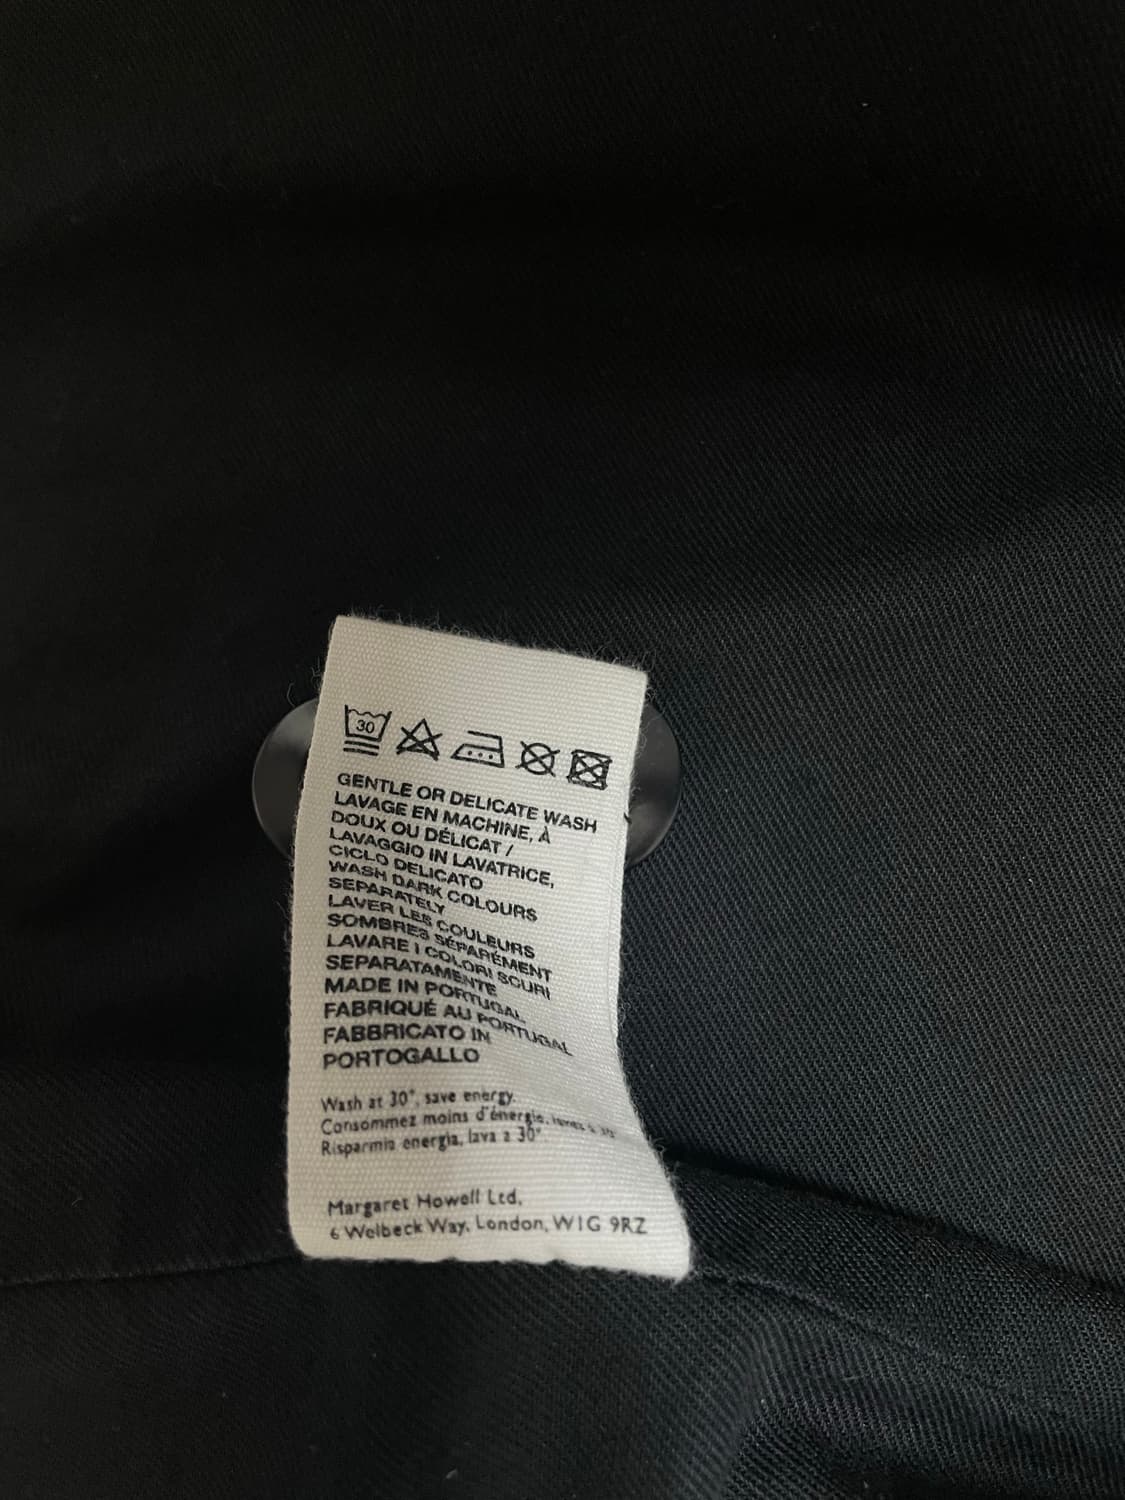 30
GENTLE OR DELICATE WASH
LAVAGE EN MACHINE, À
DOUX OU DÉLICAT /
LAVAGGIO IN LAVATRICE,
CICLO DELICATO
WASH DARK COLOURS
SEPARATELY
LAVER LES COULEURS
SOMBRES SÉPARÉMENT
LAVARE I COLORI SCURI
SEPARATAMENTE
MADE IN PORTUGAL
FABRIQUÉ AU PORTUGAL
FABBRICATO IN
PORTOGALLO
Wash at 30°, save energy.
Consommez moins d'énergie, lavez à 30°
Risparmia energia, lava a 30°
Margaret Howell Ltd,
6 Welbeck Way, London, W1G 9RZ